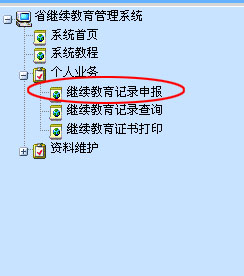 省继续教育管理系统
系统首页
系统教程
个人业务
继续教育记录申报
继续教育记录查询
继续教育证书打印
资料维护